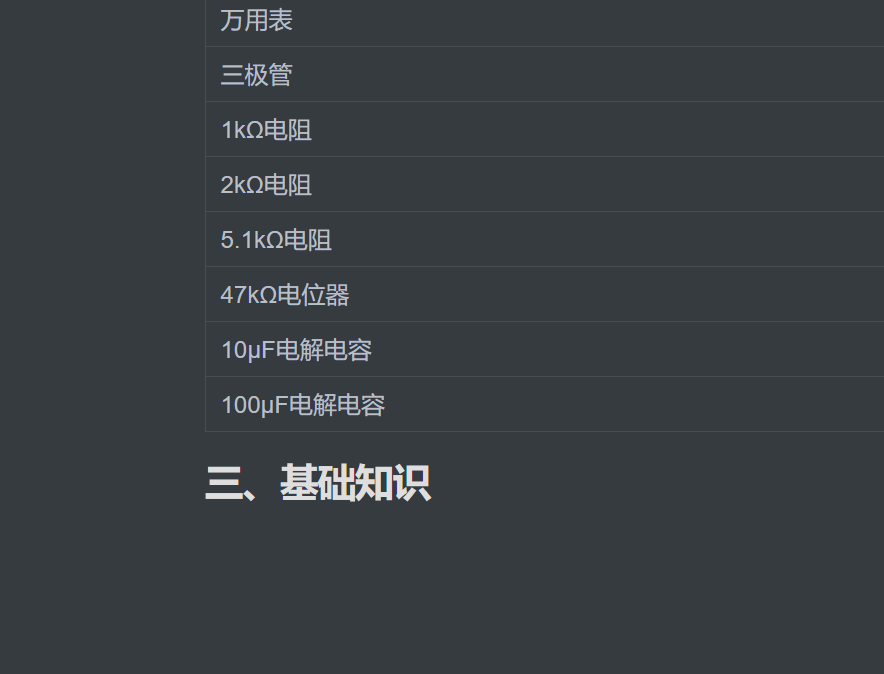 万用表
三极管
1kΩ电阻
2kΩ电阻
5.1kΩ电阻
47kΩ电位器
10μF电解电容
100μF电解电容
三、基础知识